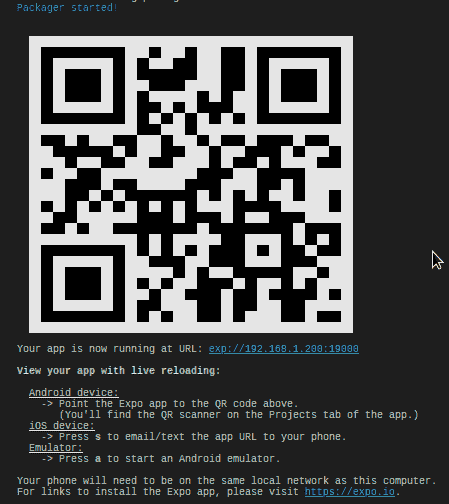 Packager started!
Your app is now running at URL: exp://192.168.1.200:19000
View your app with live reloading:
Android device:
-> Point the Expo app to the QR code above.
(You'll find the QR scanner on the Projects tab of the app.)
iOS device:
-> Press s to email/text the app URL to your phone.
Emulator:
-> Press a to start an Android emulator.
Your phone will need to be on the same local network as this computer.
For links to install the Expo app, please visit https://expo.io.